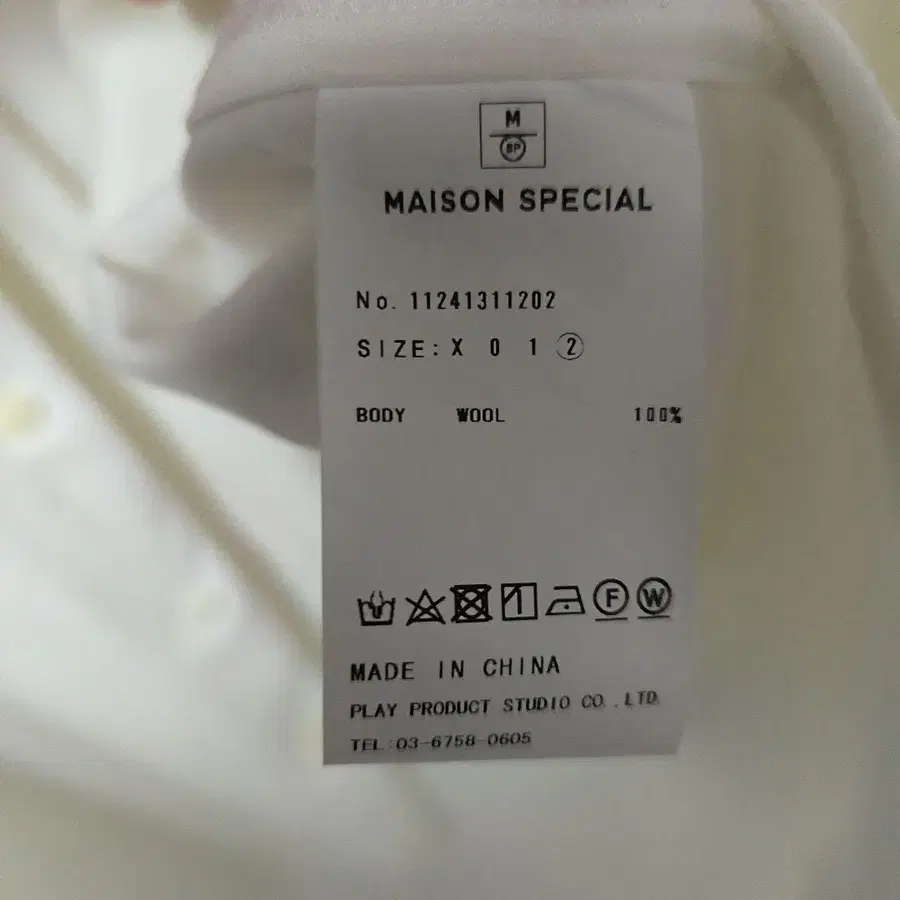 M
SP
MAISON SPECIAL
No. 11241311202
SIZE: X 0 1 2
BODY WOOL 100%
F W
MADE IN CHINA
PLAY PRODUCT STUDIO CO.,LTD.
TEL:03-6758-0605